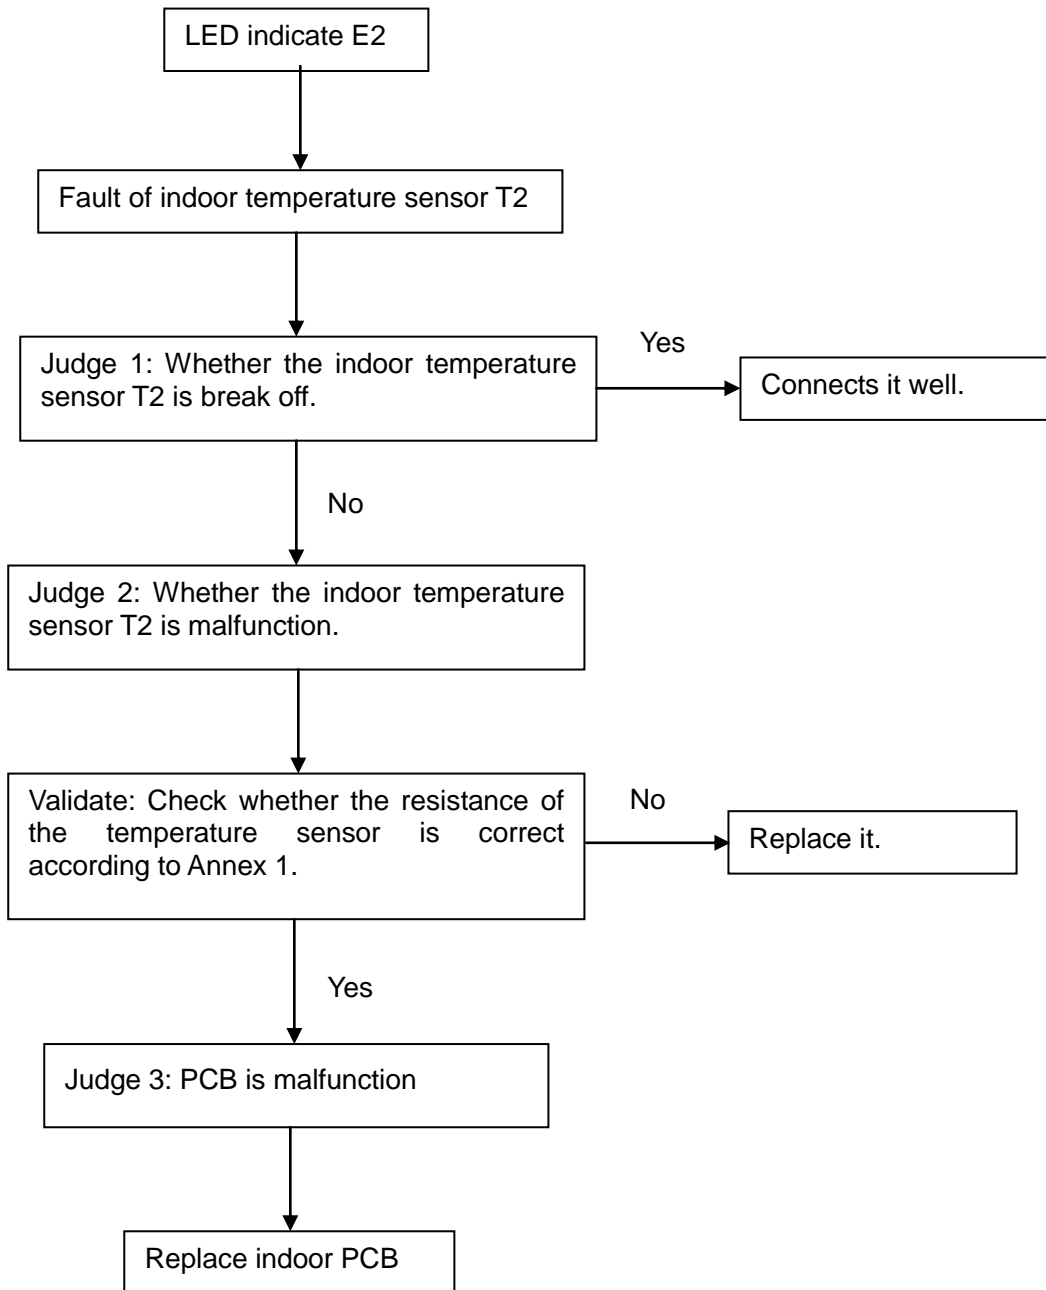 LED indicate E2
Fault of indoor temperature sensor T2
Judge 1: Whether the indoor temperature
sensor T2 is break off.
Yes
Connects it well.
No
Judge 2: Whether the indoor temperature
sensor T2 is malfunction.
Validate: Check whether the resistance of
the temperature sensor is correct
according to Annex 1.
No
Replace it.
Yes
Judge 3: PCB is malfunction
Replace indoor PCB